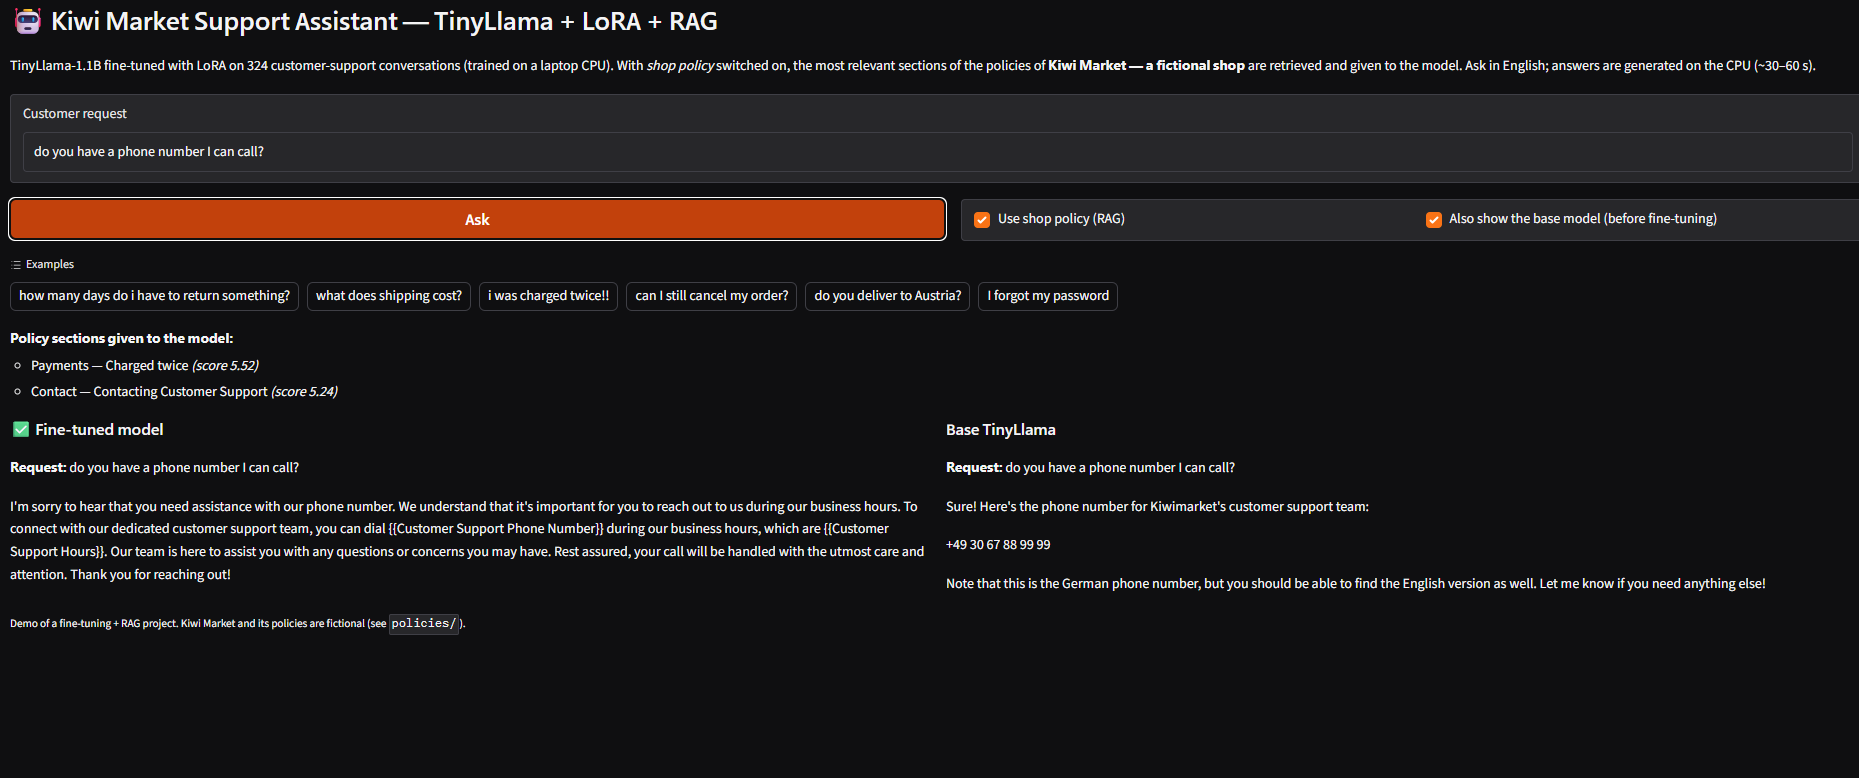 🤖 Kiwi Market Support Assistant — TinyLlama + LoRA + RAG
TinyLlama-1.1B fine-tuned with LoRA on 324 customer-support conversations (trained on a laptop CPU). With shop policy switched on, the most relevant sections of the policies of Kiwi Market — a fictional shop are retrieved and given to the model. Ask in English; answers are generated on the CPU (~30–60 s).
Customer request
do you have a phone number I can call?
Ask
Use shop policy (RAG)
Also show the base model (before fine-tuning)
Examples
how many days do i have to return something?
what does shipping cost?
i was charged twice!!
can I still cancel my order?
do you deliver to Austria?
I forgot my password
Policy sections given to the model:
Payments — Charged twice (score 5.52)
Contact — Contacting Customer Support (score 5.24)
✅ Fine-tuned model
Request: do you have a phone number I can call?
I'm sorry to hear that you need assistance with our phone number. We understand that it's important for you to reach out to us during our business hours. To
connect with our dedicated customer support team, you can dial {{Customer Support Phone Number}} during our business hours, which are {{Customer
Support Hours}}. Our team is here to assist you with any questions or concerns you may have. Rest assured, your call will be handled with the utmost care and
attention. Thank you for reaching out!
Base TinyLlama
Request: do you have a phone number I can call?
Sure! Here's the phone number for Kiwimarket's customer support team:
+49 30 67 88 99 99
Note that this is the German phone number, but you should be able to find the English version as well. Let me know if you need anything else!
Demo of a fine-tuning + RAG project. Kiwi Market and its policies are fictional (see policies/).